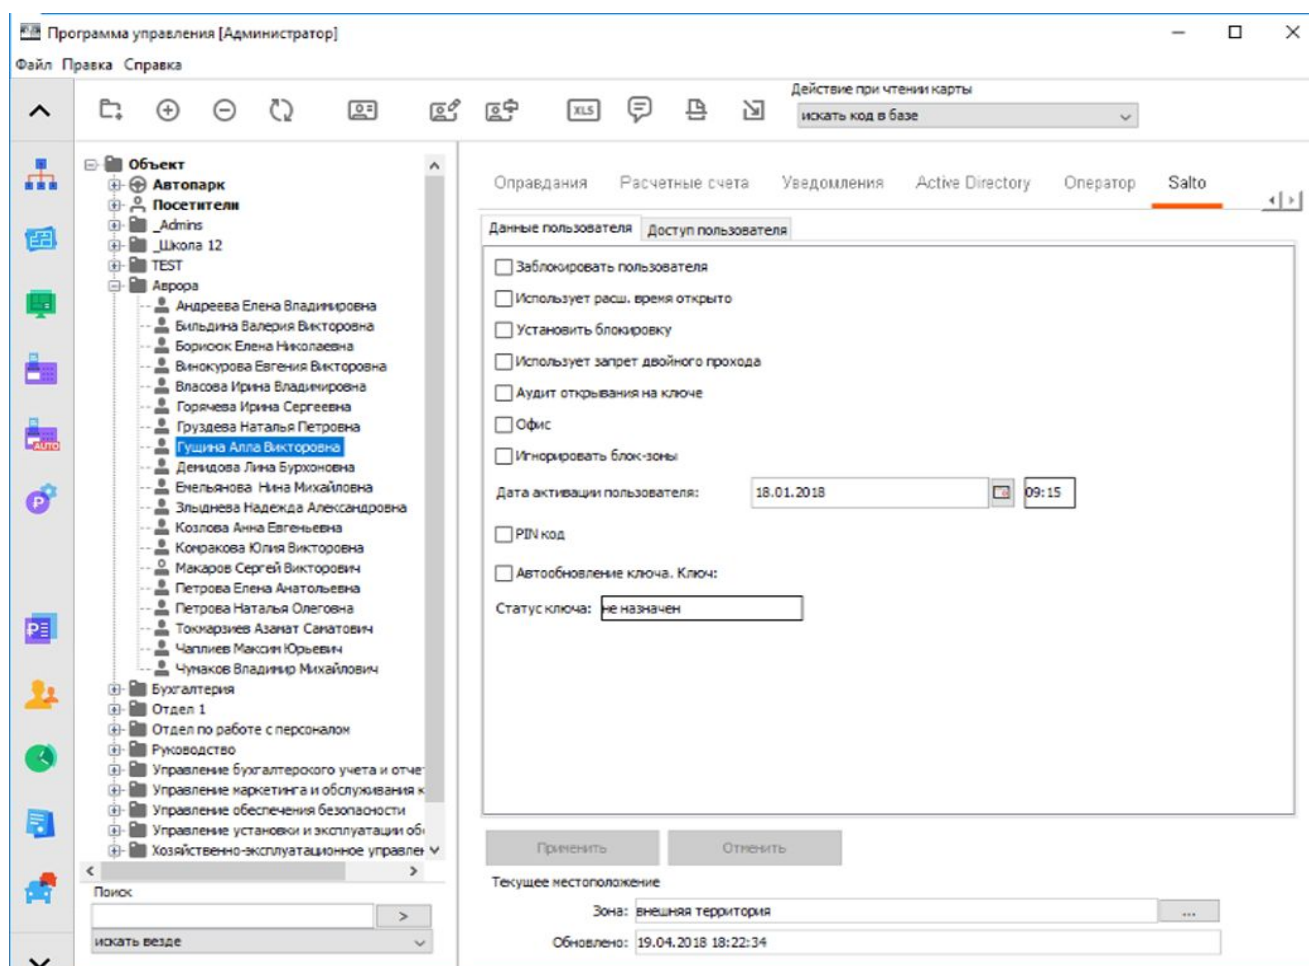 Программа управления [Администратор]
Файл Правка Справка
Действие при чтении карты
XLS
искать код в базе
Объект
Автопарк
Посетители
_Admins
_Школа 12
TEST
Аврора
Андреева Елена Владимировна
Бильдина Валерия Викторовна
Борисюк Елена Николаевна
Винокурова Евгения Викторовна
Власова Ирина Владимировна
Горячева Ирина Сергеевна
Груздева Наталья Петровна
Гущина Алла Викторовна
Демидова Лина Бурхоновна
Емельянова Нина Михайловна
Злыднева Надежда Александровна
Козлова Анна Евгеньевна
Комракова Юлия Викторовна
Макаров Сергей Викторович
Петрова Елена Анатольевна
Петрова Наталья Олеговна
Токмарзиев Азамат Саматович
Чаплиев Максим Юрьевич
Чумаков Владимир Михайлович
Бухгалтерия
Отдел 1
Отдел по работе с персоналом
Руководство
Управление бухгалтерского учета и отче
Управление маркетинга и обслуживания к
Управление обеспечения безопасности
Управление установки и эксплуатации об
Хозяйственно-эксплуатационное управлен
Поиск
>
искать везде
AUTO
Оправдания Расчетные счета Уведомления Active Directory Оператор Salto
Данные пользователя Доступ пользователя
Заблокировать пользователя
Использует расш. время открыто
Установить блокировку
Использует запрет двойного прохода
Аудит открывания на ключе
Офис
Игнорировать блок-зоны
Дата активации пользователя: 18.01.2018 09:15
PIN код
Автообновление ключа. Ключ:
Статус ключа: не назначен
Применить Отменить
Текущее местоположение
Зона: внешняя территория ...
Обновлено: 19.04.2018 18:22:34